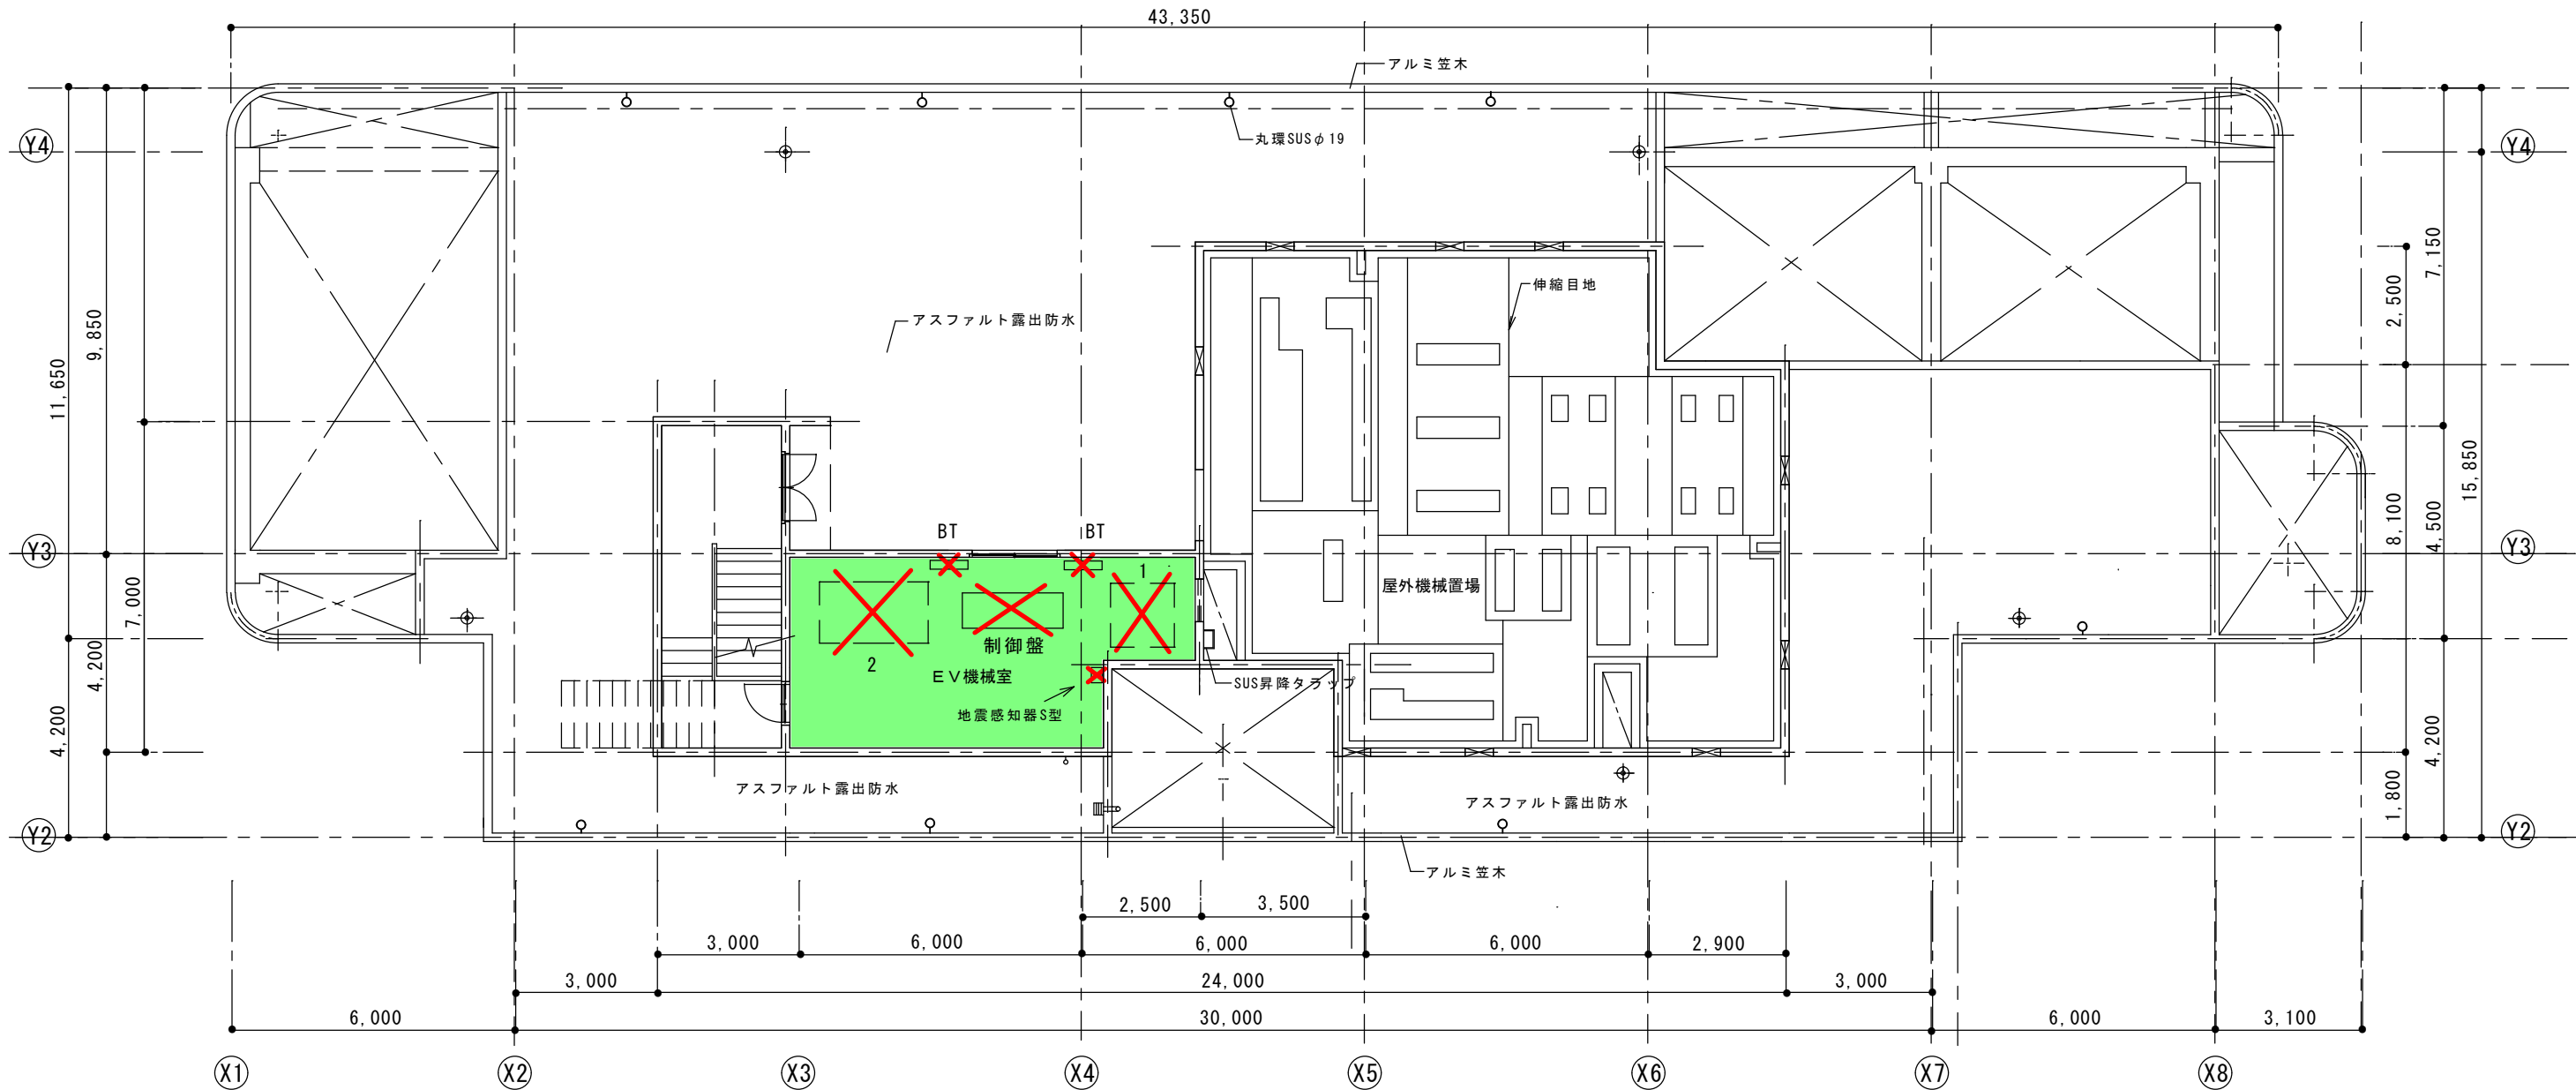 43,350
アルミ笠木
丸環SUSφ19
Y4
Y4
7,150
2,500
伸縮目地
アスファルト露出防水
9,850
11,650
15,850
8,100
4,500
BT
BT
Y3
Y3
1
7,000
屋外機械置場
制御盤
2
EV機械室
SUS昇降タラップ
地震感知器S型
4,200
4,200
4,200
1,800
アスファルト露出防水
アスファルト露出防水
Y2
Y2
アルミ笠木
2,500
3,500
3,000
6,000
6,000
6,000
2,900
3,000
24,000
3,000
6,000
30,000
6,000
3,100
X1
X2
X3
X4
X5
X6
X7
X8